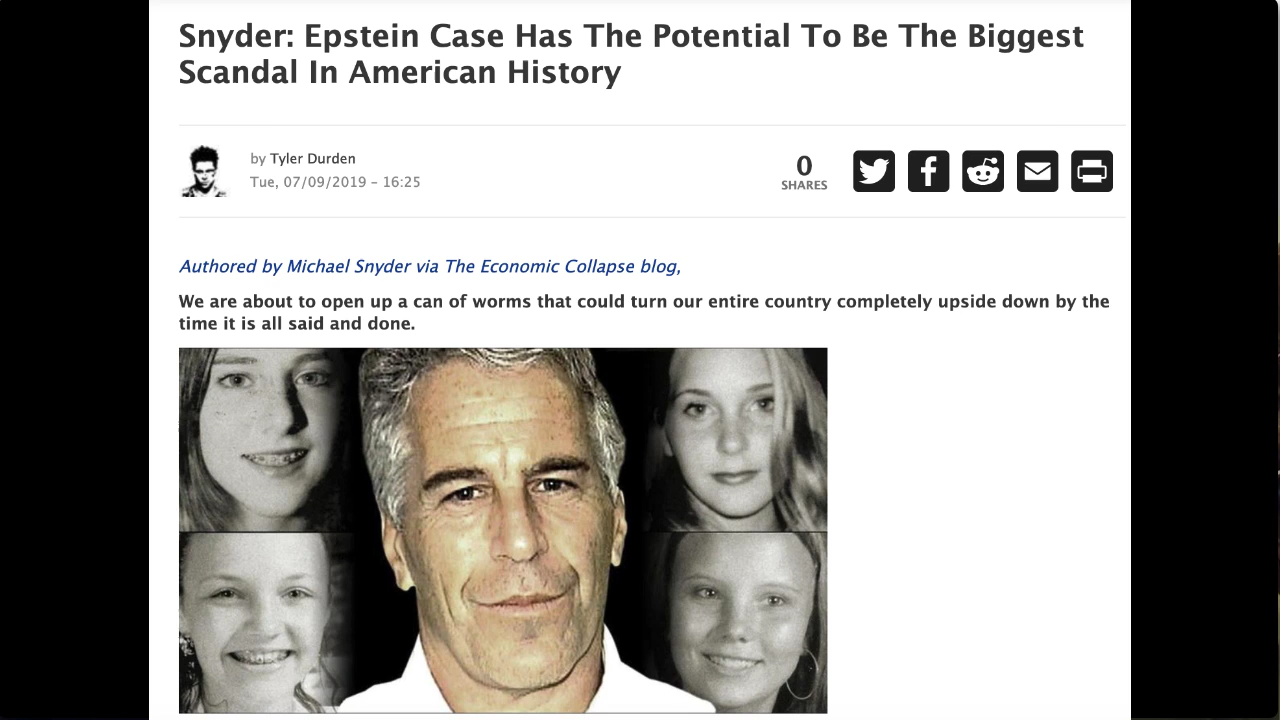 Snyder: Epstein Case Has The Potential To Be The Biggest
Scandal In American History
by Tyler Durden
Tue, 07/09/2019 - 16:25
0
SHARES
Authored by Michael Snyder via The Economic Collapse blog,
We are about to open up a can of worms that could turn our entire country completely upside down by the
time it is all said and done.